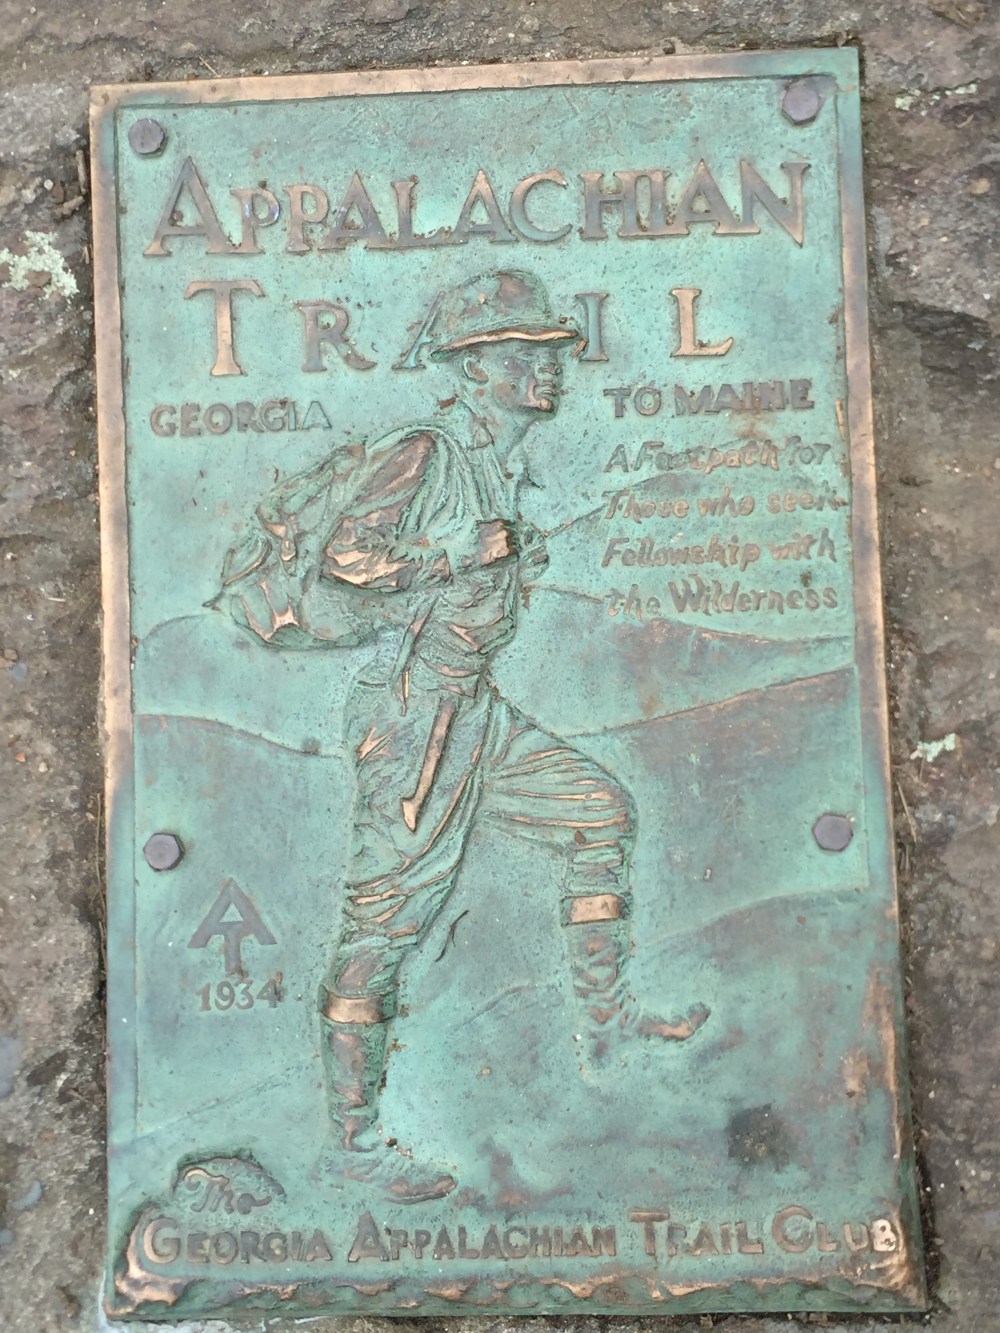 APPALACHIAN
TRAIL
GEORGIA TO MAINE
A Footpath for
Those who seek
Fellowship with
the Wilderness
AT
1934
The
GEORGIA APPALACHIAN TRAIL CLUB